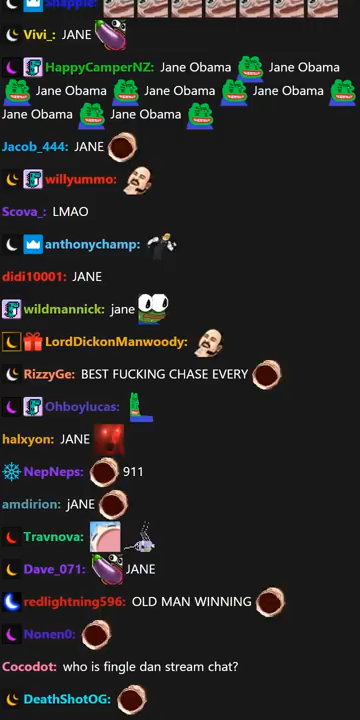 Snapple:
Vivi_: JANE
HappyCamperNZ: Jane Obama Jane Obama
Jane Obama Jane Obama Jane Obama
Jane Obama Jane Obama
Jacob_444: JANE
willyummo:
Scova_: LMAO
anthonychamp:
didi10001: JANE
wildmannick: jane
LordDickonManwoody:
RizzyGe: BEST FUCKING CHASE EVERY
Ohboylucas:
halxyon: JANE
NepNeps: 911
amdirion: jANE
Travnova:
Dave_071: JANE
redlightning596: OLD MAN WINNING
Nonen0:
Cocodot: who is fingle dan stream chat?
DeathShotOG: